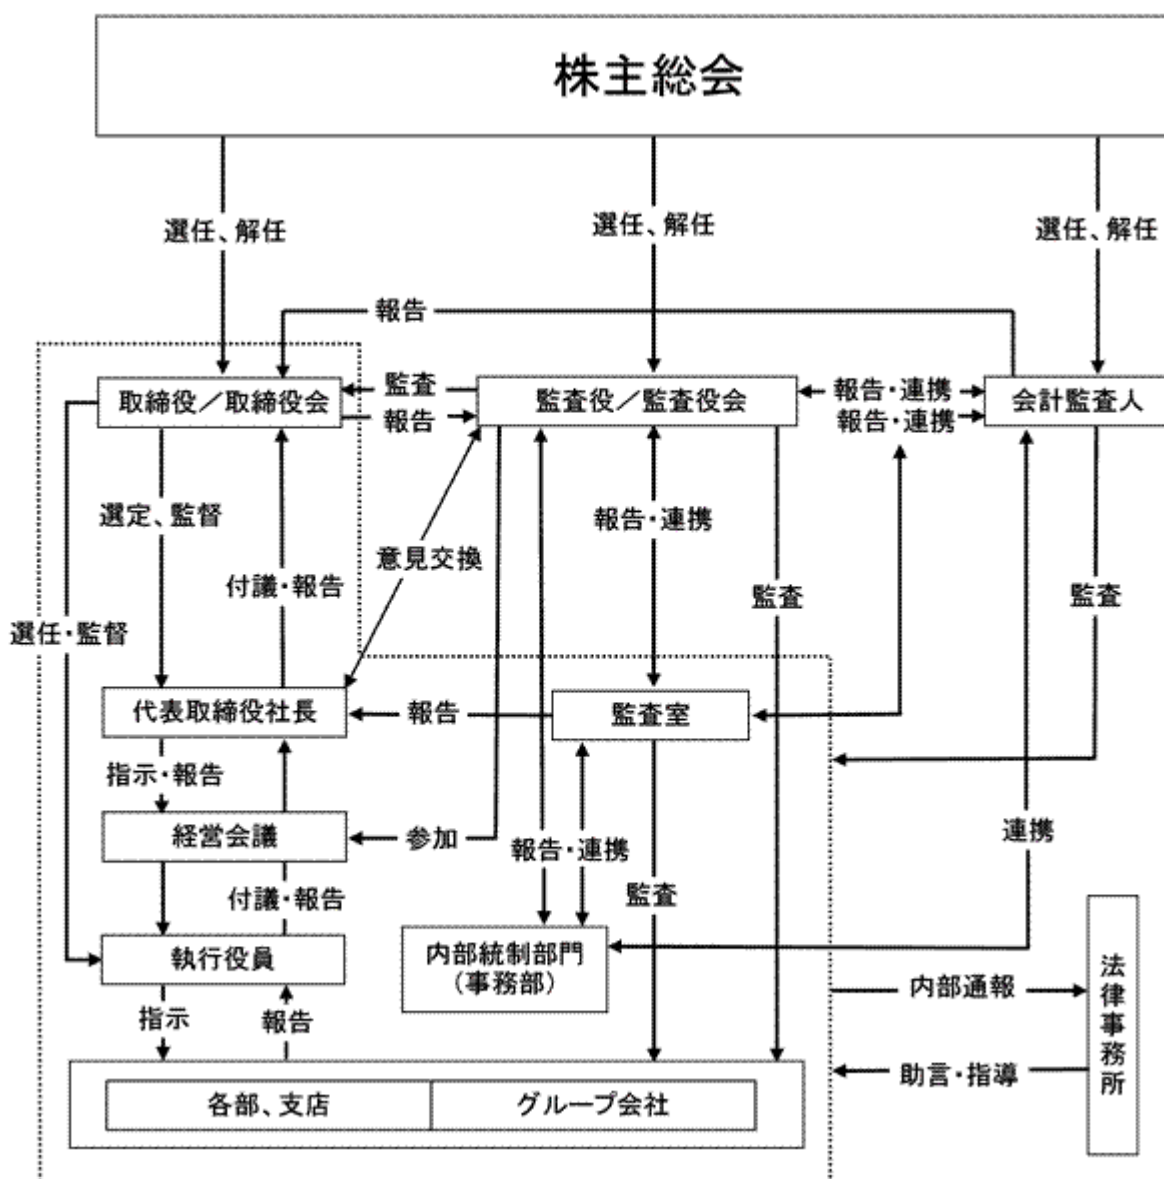 株主総会
選任、解任
選任、解任
選任、解任
報告
取締役／取締役会
監査
報告
監査役／監査役会
報告・連携
報告・連携
会計監査人
選定、監督
付議・報告
意見交換
報告・連携
監査
監査
選任・監督
代表取締役社長
報告
監査室
指示・報告
経営会議
参加
報告・連携
連携
付議・報告
監査
執行役員
内部統制部門
（事務部）
内部通報
法律事務所
指示
報告
助言・指導
各部、支店
グループ会社